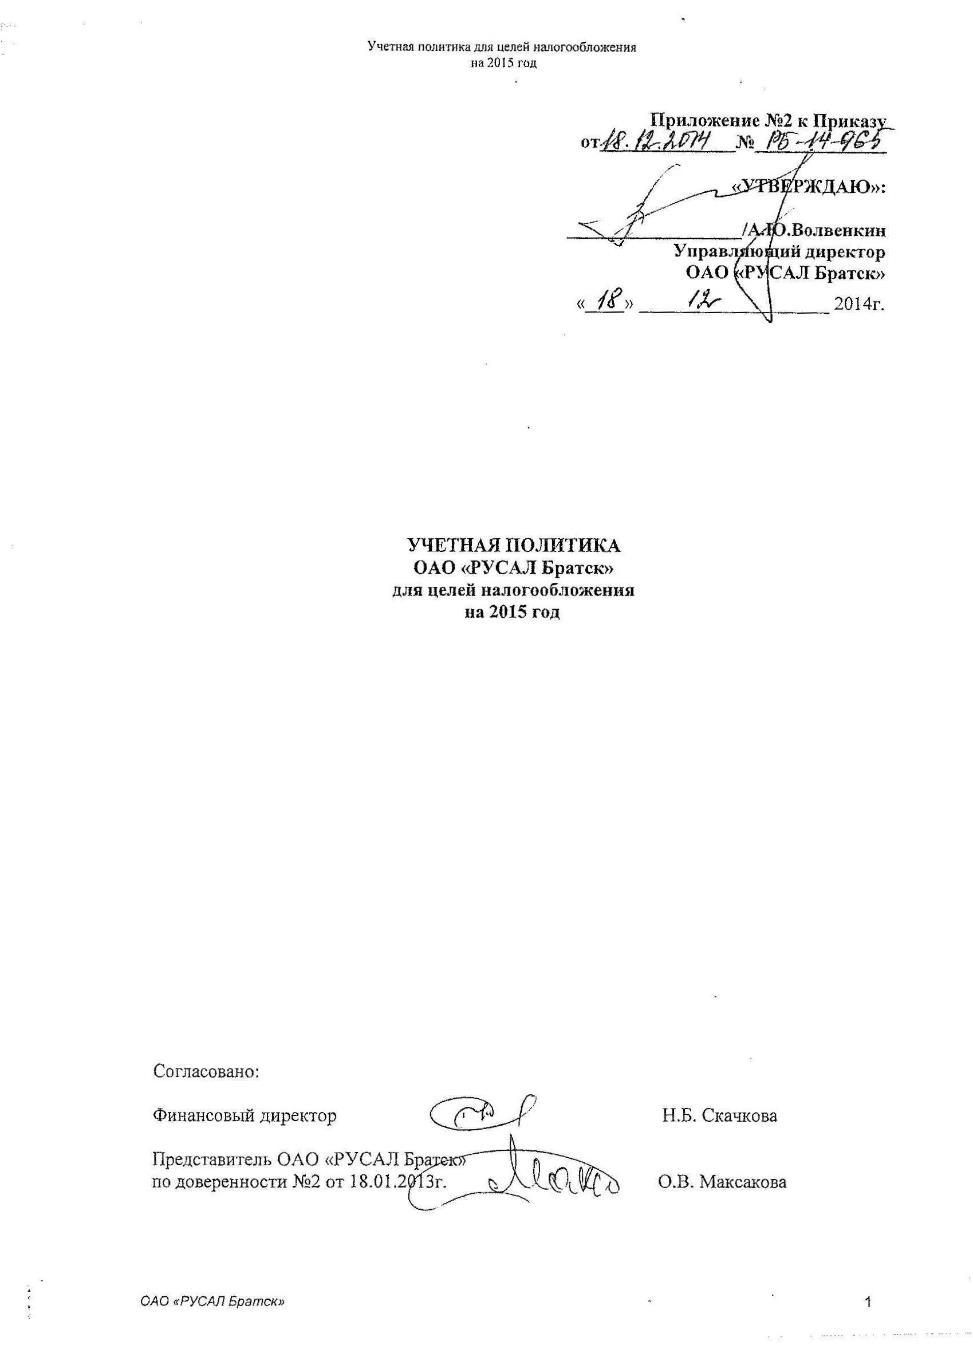 Учетная политика для целей налогообложения
на 2015 год
Приложение №2 к Приказу
от 18.12.2014 № РБ-14-965
«УТВЕРЖДАЮ»:
/А.Ю.Волвенкин
Управляющий директор
ОАО «РУСАЛ Братск»
« 18 » 12 2014г.
УЧЕТНАЯ ПОЛИТИКА
ОАО «РУСАЛ Братск»
для целей налогообложения
на 2015 год
Согласовано:
Финансовый директор Н.Б. Скачкова
Представитель ОАО «РУСАЛ Братск»
по доверенности №2 от 18.01.2013г. О.В. Максакова
ОАО «РУСАЛ Братск» 1